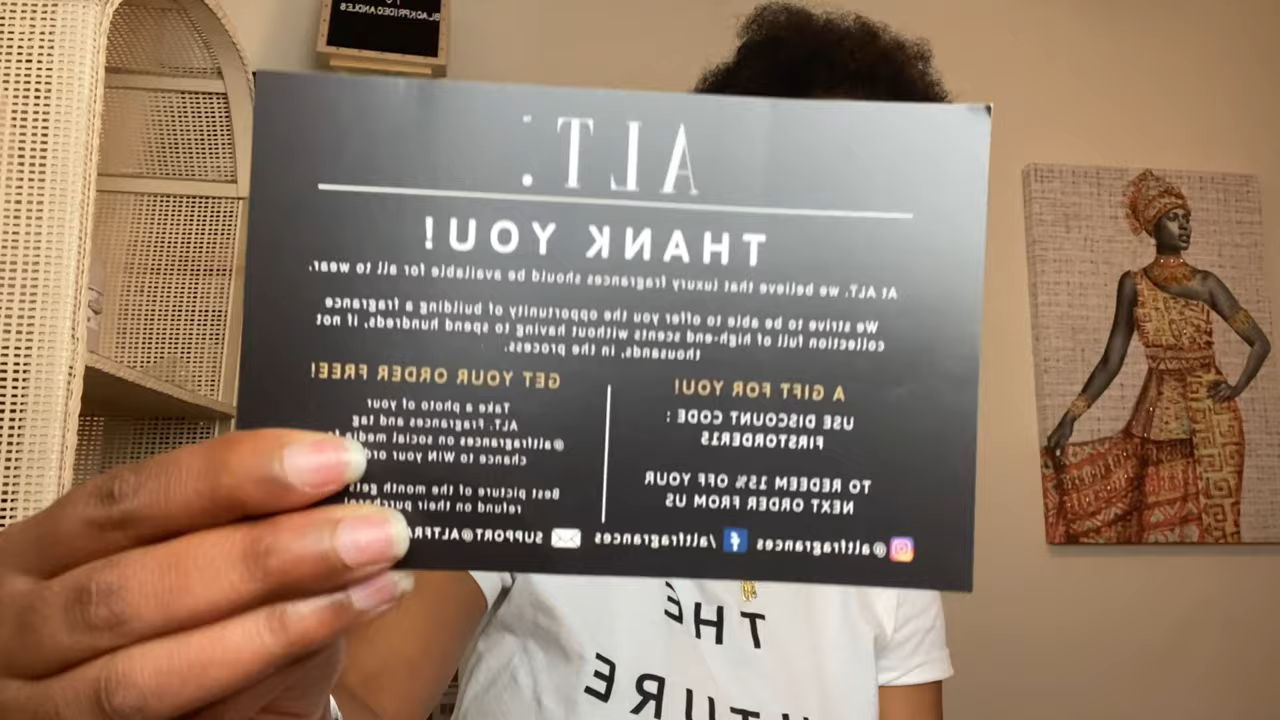 BLACKPRIDECANDLES
ALT.
THANK YOU!
At ALT. we believe that luxury fragrances should be available for all to wear.
We strive to be able to offer you the opportunity of building a fragrance
collection full of high-end scents without having to spend hundreds, if not
thousands, in the process.
A GIFT FOR YOU!
USE DISCOUNT CODE :
FIRSTORDER15
TO REDEEM 15% OFF YOUR
NEXT ORDER FROM US
GET YOUR ORDER FREE!
Take a photo of your
ALT. Fragrances and tag
@altfragrances on social media
chance to WIN your
Best picture of the month gets
refund on their purchase!
@altfragrances
/altfragrances
SUPPORT@ALTFRA
THE